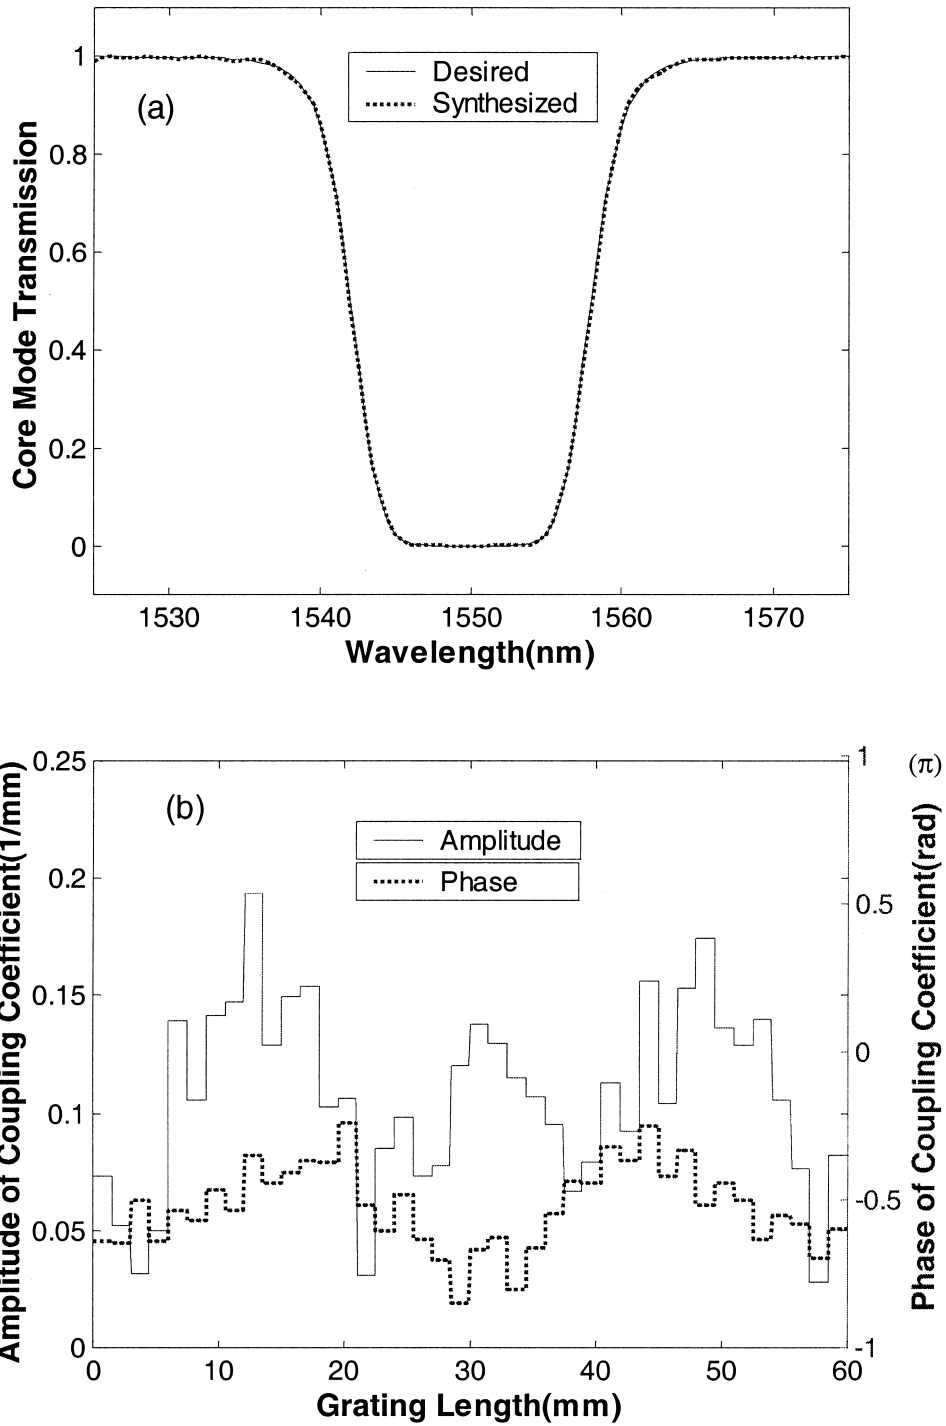 1
0.8
0.6
0.4
0.2
0
Core Mode Transmission
(a)
Desired
Synthesized
1530 1540 1550 1560 1570
Wavelength(nm)
0.25
0.2
0.15
0.1
0.05
0
Amplitude of Coupling Coefficient(1/mm)
(b)
Amplitude
Phase
1
0.5
0
-0.5
-1
(π)
Phase of Coupling Coefficient(rad)
0 10 20 30 40 50 60
Grating Length(mm)